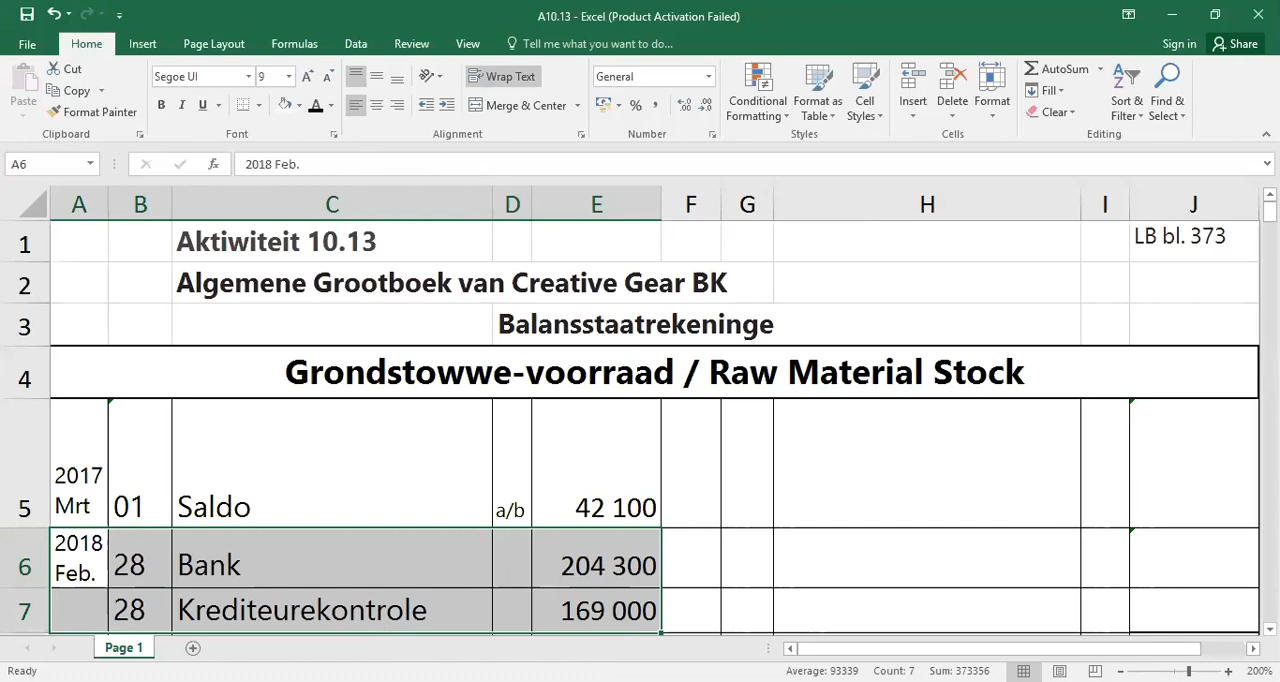 A10.13 - Excel (Product Activation Failed)
File Home Insert Page Layout Formulas Data Review View Tell me what you want to do... Sign in Share
Paste Cut Copy Format Painter
Clipboard
Segoe UI 9
B I U A
Font
Wrap Text
Merge & Center
Alignment
General
% ,
Number
Conditional Formatting Format as Table Cell Styles
Styles
Insert Delete Format
Cells
AutoSum Fill Clear
Sort & Filter Find & Select
Editing
A6 fx 2018 Feb.
A B C D E F G H I J
1 Aktiwiteit 10.13 LB bl. 373
2 Algemene Grootboek van Creative Gear BK
3 Balansstaatrekeninge
4 Grondstowwe-voorraad / Raw Material Stock
5 2017 Mrt 01 Saldo a/b 42 100
6 2018 Feb. 28 Bank 204 300
7 28 Krediteurekontrole 169 000
Page 1
Ready Average: 93339 Count: 7 Sum: 373356 200%